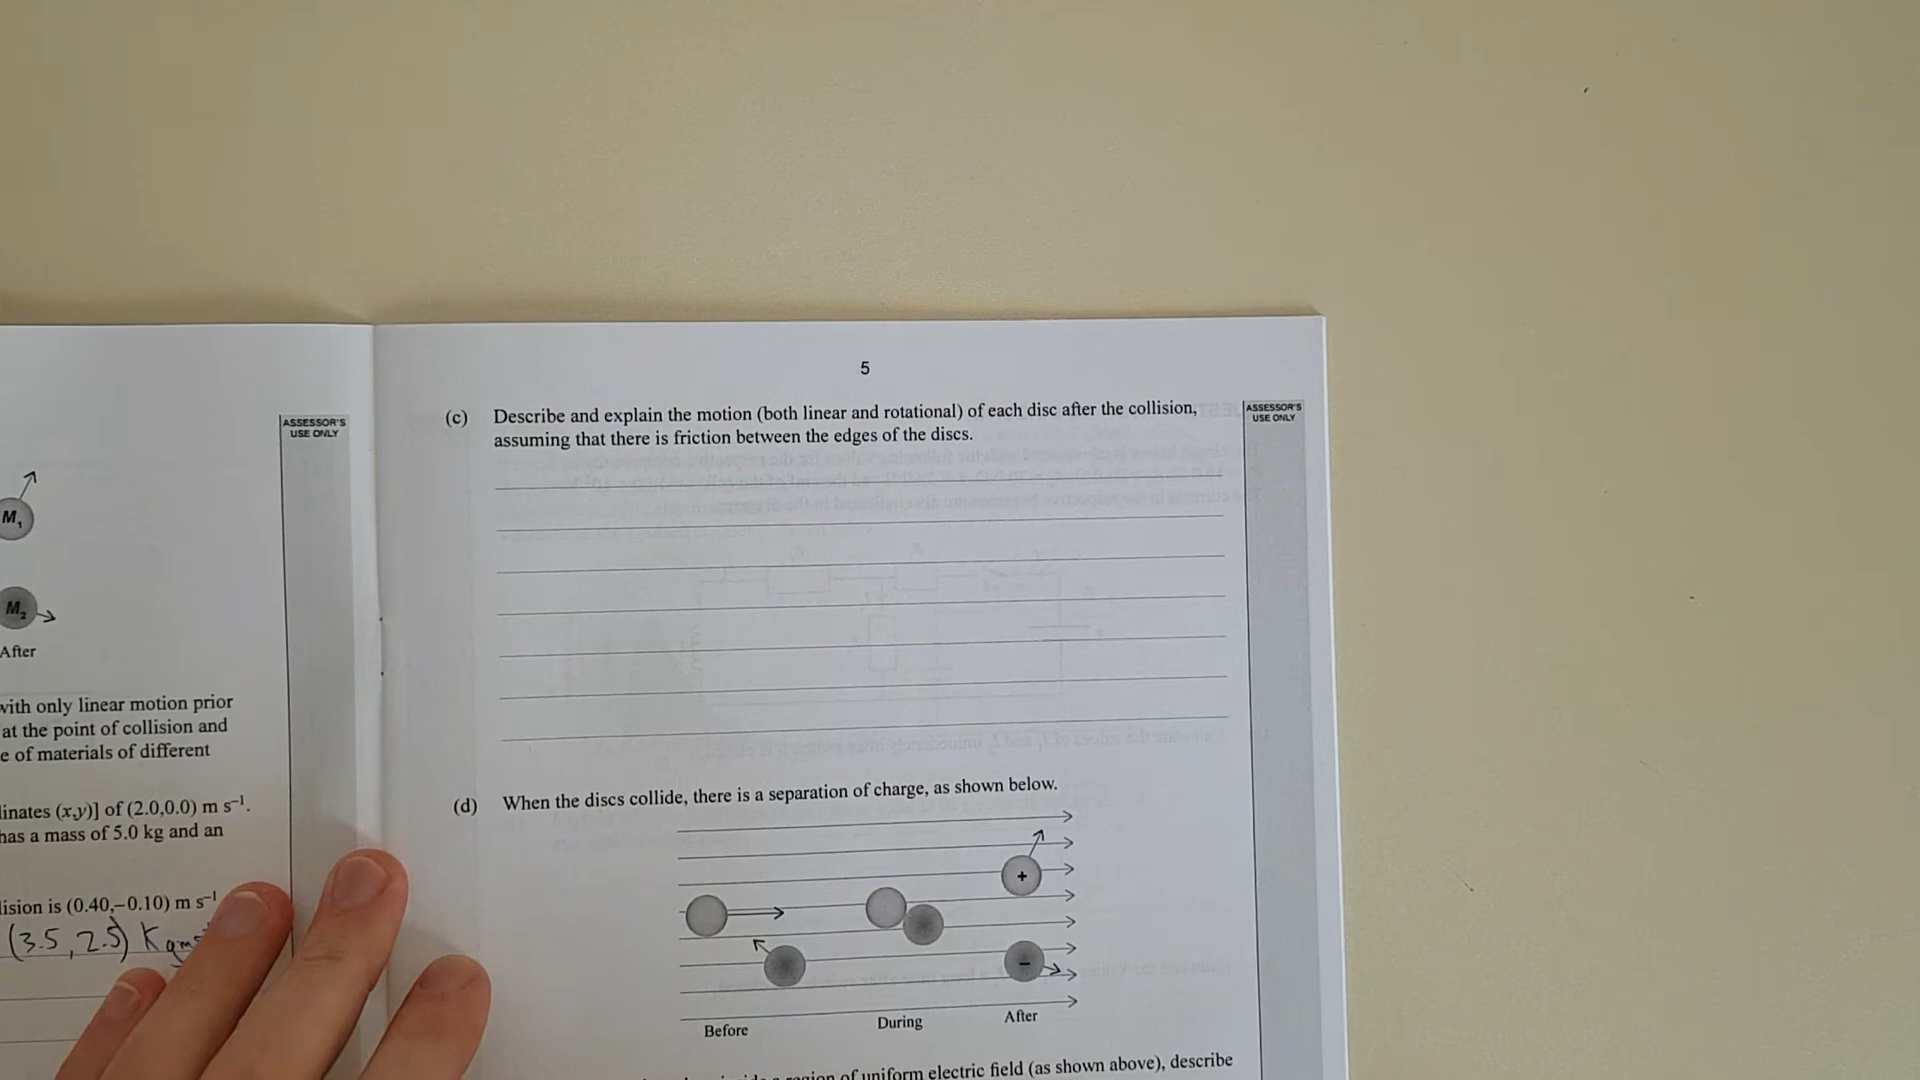 ASSESSOR'S
USE ONLY
M₁
M₂
After
with only linear motion prior
at the point of collision and
e of materials of different
dinates (x,y)] of (2.0,0.0) m s⁻¹.
has a mass of 5.0 kg and an
lision is (0.40,−0.10) m s⁻¹
(3.5, 2.5) Kgms
5
ASSESSOR'S
USE ONLY
(c) Describe and explain the motion (both linear and rotational) of each disc after the collision,
assuming that there is friction between the edges of the discs.
(d) When the discs collide, there is a separation of charge, as shown below.
+
−
Before
During
After
region of uniform electric field (as shown above), describe